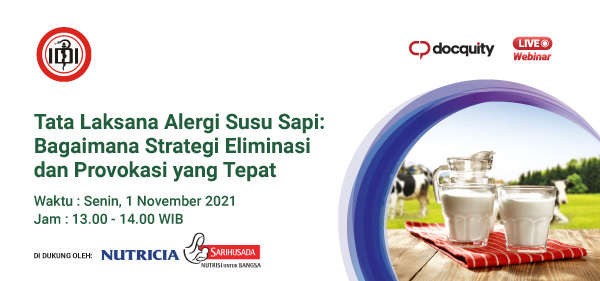 IDI
docquity
LIVE
Webinar
Tata Laksana Alergi Susu Sapi:
Bagaimana Strategi Eliminasi
dan Provokasi yang Tepat
Waktu : Senin, 1 November 2021
Jam : 13.00 - 14.00 WIB
DI DUKUNG OLEH:
NUTRICIA
SARIHUSADA
NUTRISI UNTUK BANGSA